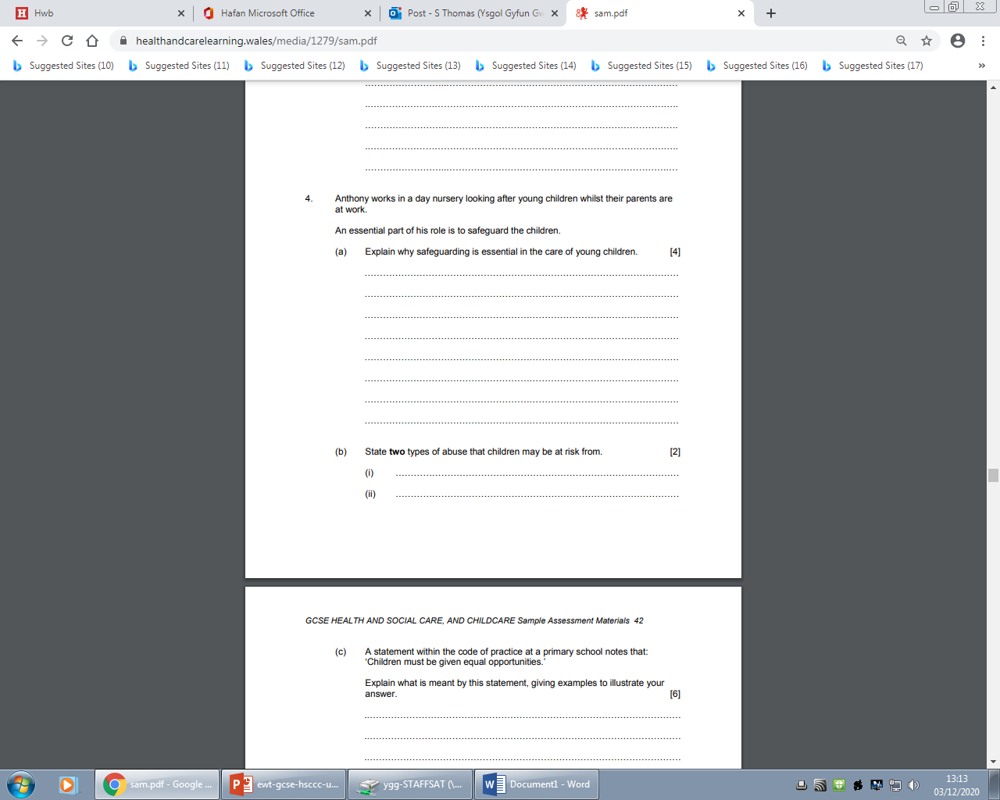 Hwb
Hafan Microsoft Office
Post - S Thomas (Ysgol Gyfun Gw
sam.pdf
healthandcarelearning.wales/media/1279/sam.pdf
Suggested Sites (10)
Suggested Sites (11)
Suggested Sites (12)
Suggested Sites (13)
Suggested Sites (14)
Suggested Sites (15)
Suggested Sites (16)
Suggested Sites (17)
»
4. Anthony works in a day nursery looking after young children whilst their parents are
at work.
An essential part of his role is to safeguard the children.
(a) Explain why safeguarding is essential in the care of young children. [4]
(b) State two types of abuse that children may be at risk from. [2]
(i)
(ii)
GCSE HEALTH AND SOCIAL CARE, AND CHILDCARE Sample Assessment Materials 42
(c) A statement within the code of practice at a primary school notes that:
‘Children must be given equal opportunities.’
Explain what is meant by this statement, giving examples to illustrate your
answer. [6]
sam.pdf - Google ...
ewt-gcse-hsccc-u...
ygg-STAFFSAT (\\...
Document1 - Word
13:13
03/12/2020